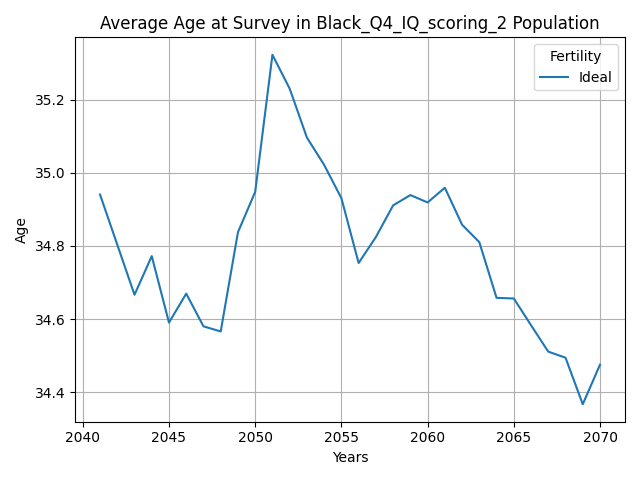 Average Age at Survey in Black_Q4_IQ_scoring_2 Population
Fertility
Ideal
35.2
35.0
34.8
34.6
34.4
Age
2040 2045 2050 2055 2060 2065 2070
Years